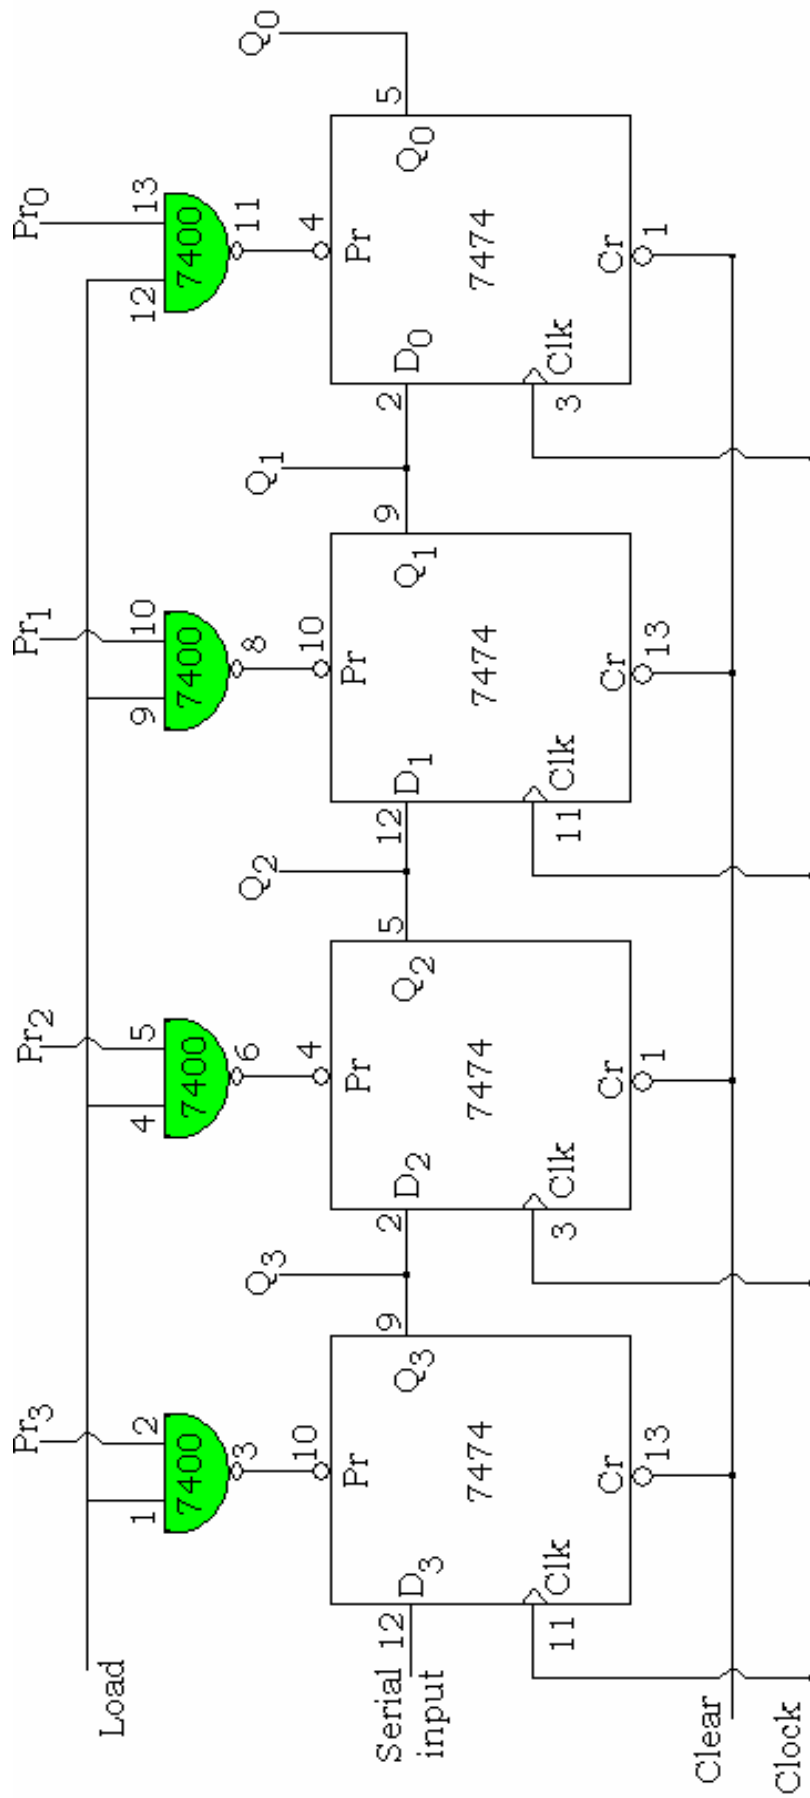 Pr3 Pr2 Pr1 Pr0
Load
1 2 4 5 9 10 12 13
7400 7400 7400 7400
3 6 8 11
Q3 Q2 Q1 Q0
10 4 10 4
Pr Pr Pr Pr
Serial input
12 D3 Q3 9 2 D2 Q2 5 12 D1 Q1 9 2 D0 Q0 5
7474 7474 7474 7474
11 Clk 3 Clk 11 Clk 3 Clk
Cr Cr Cr Cr
13 1 13 1
Clear
Clock